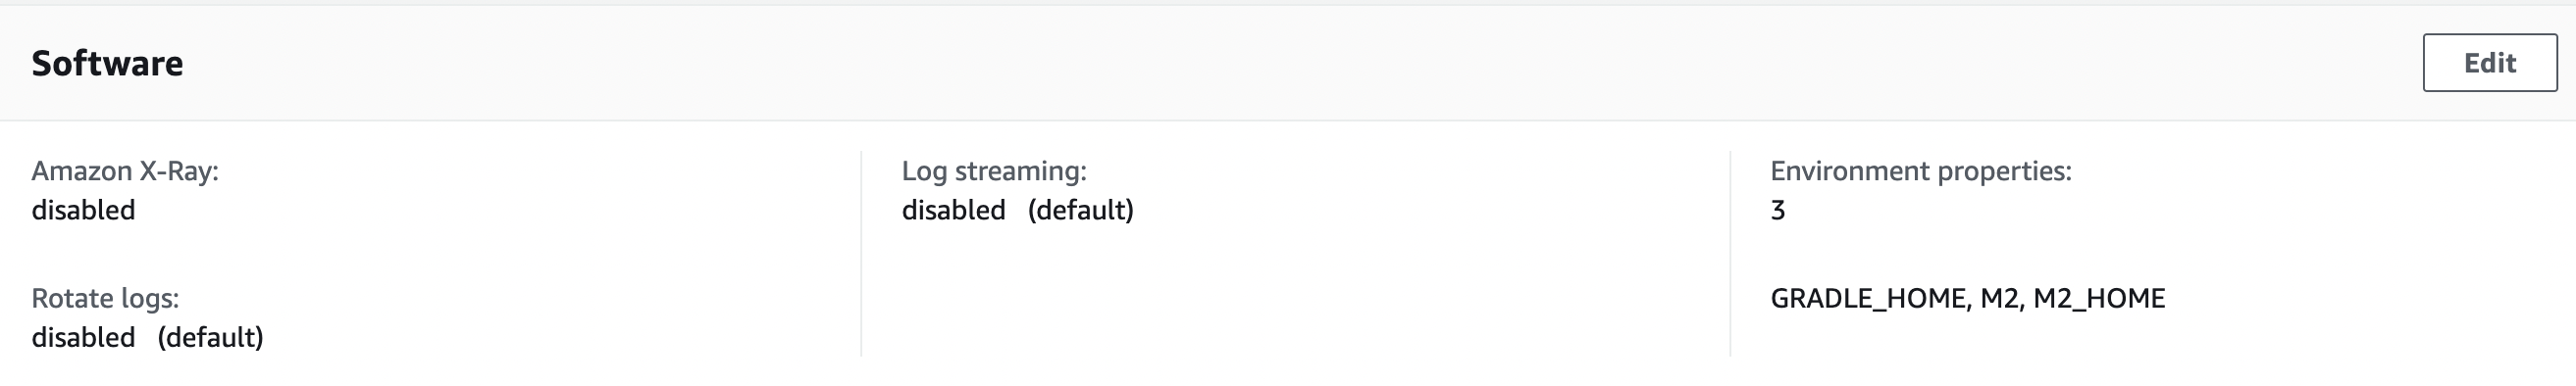 Software
Edit
Amazon X-Ray:
disabled
Rotate logs:
disabled (default)
Log streaming:
disabled (default)
Environment properties:
3
GRADLE_HOME, M2, M2_HOME